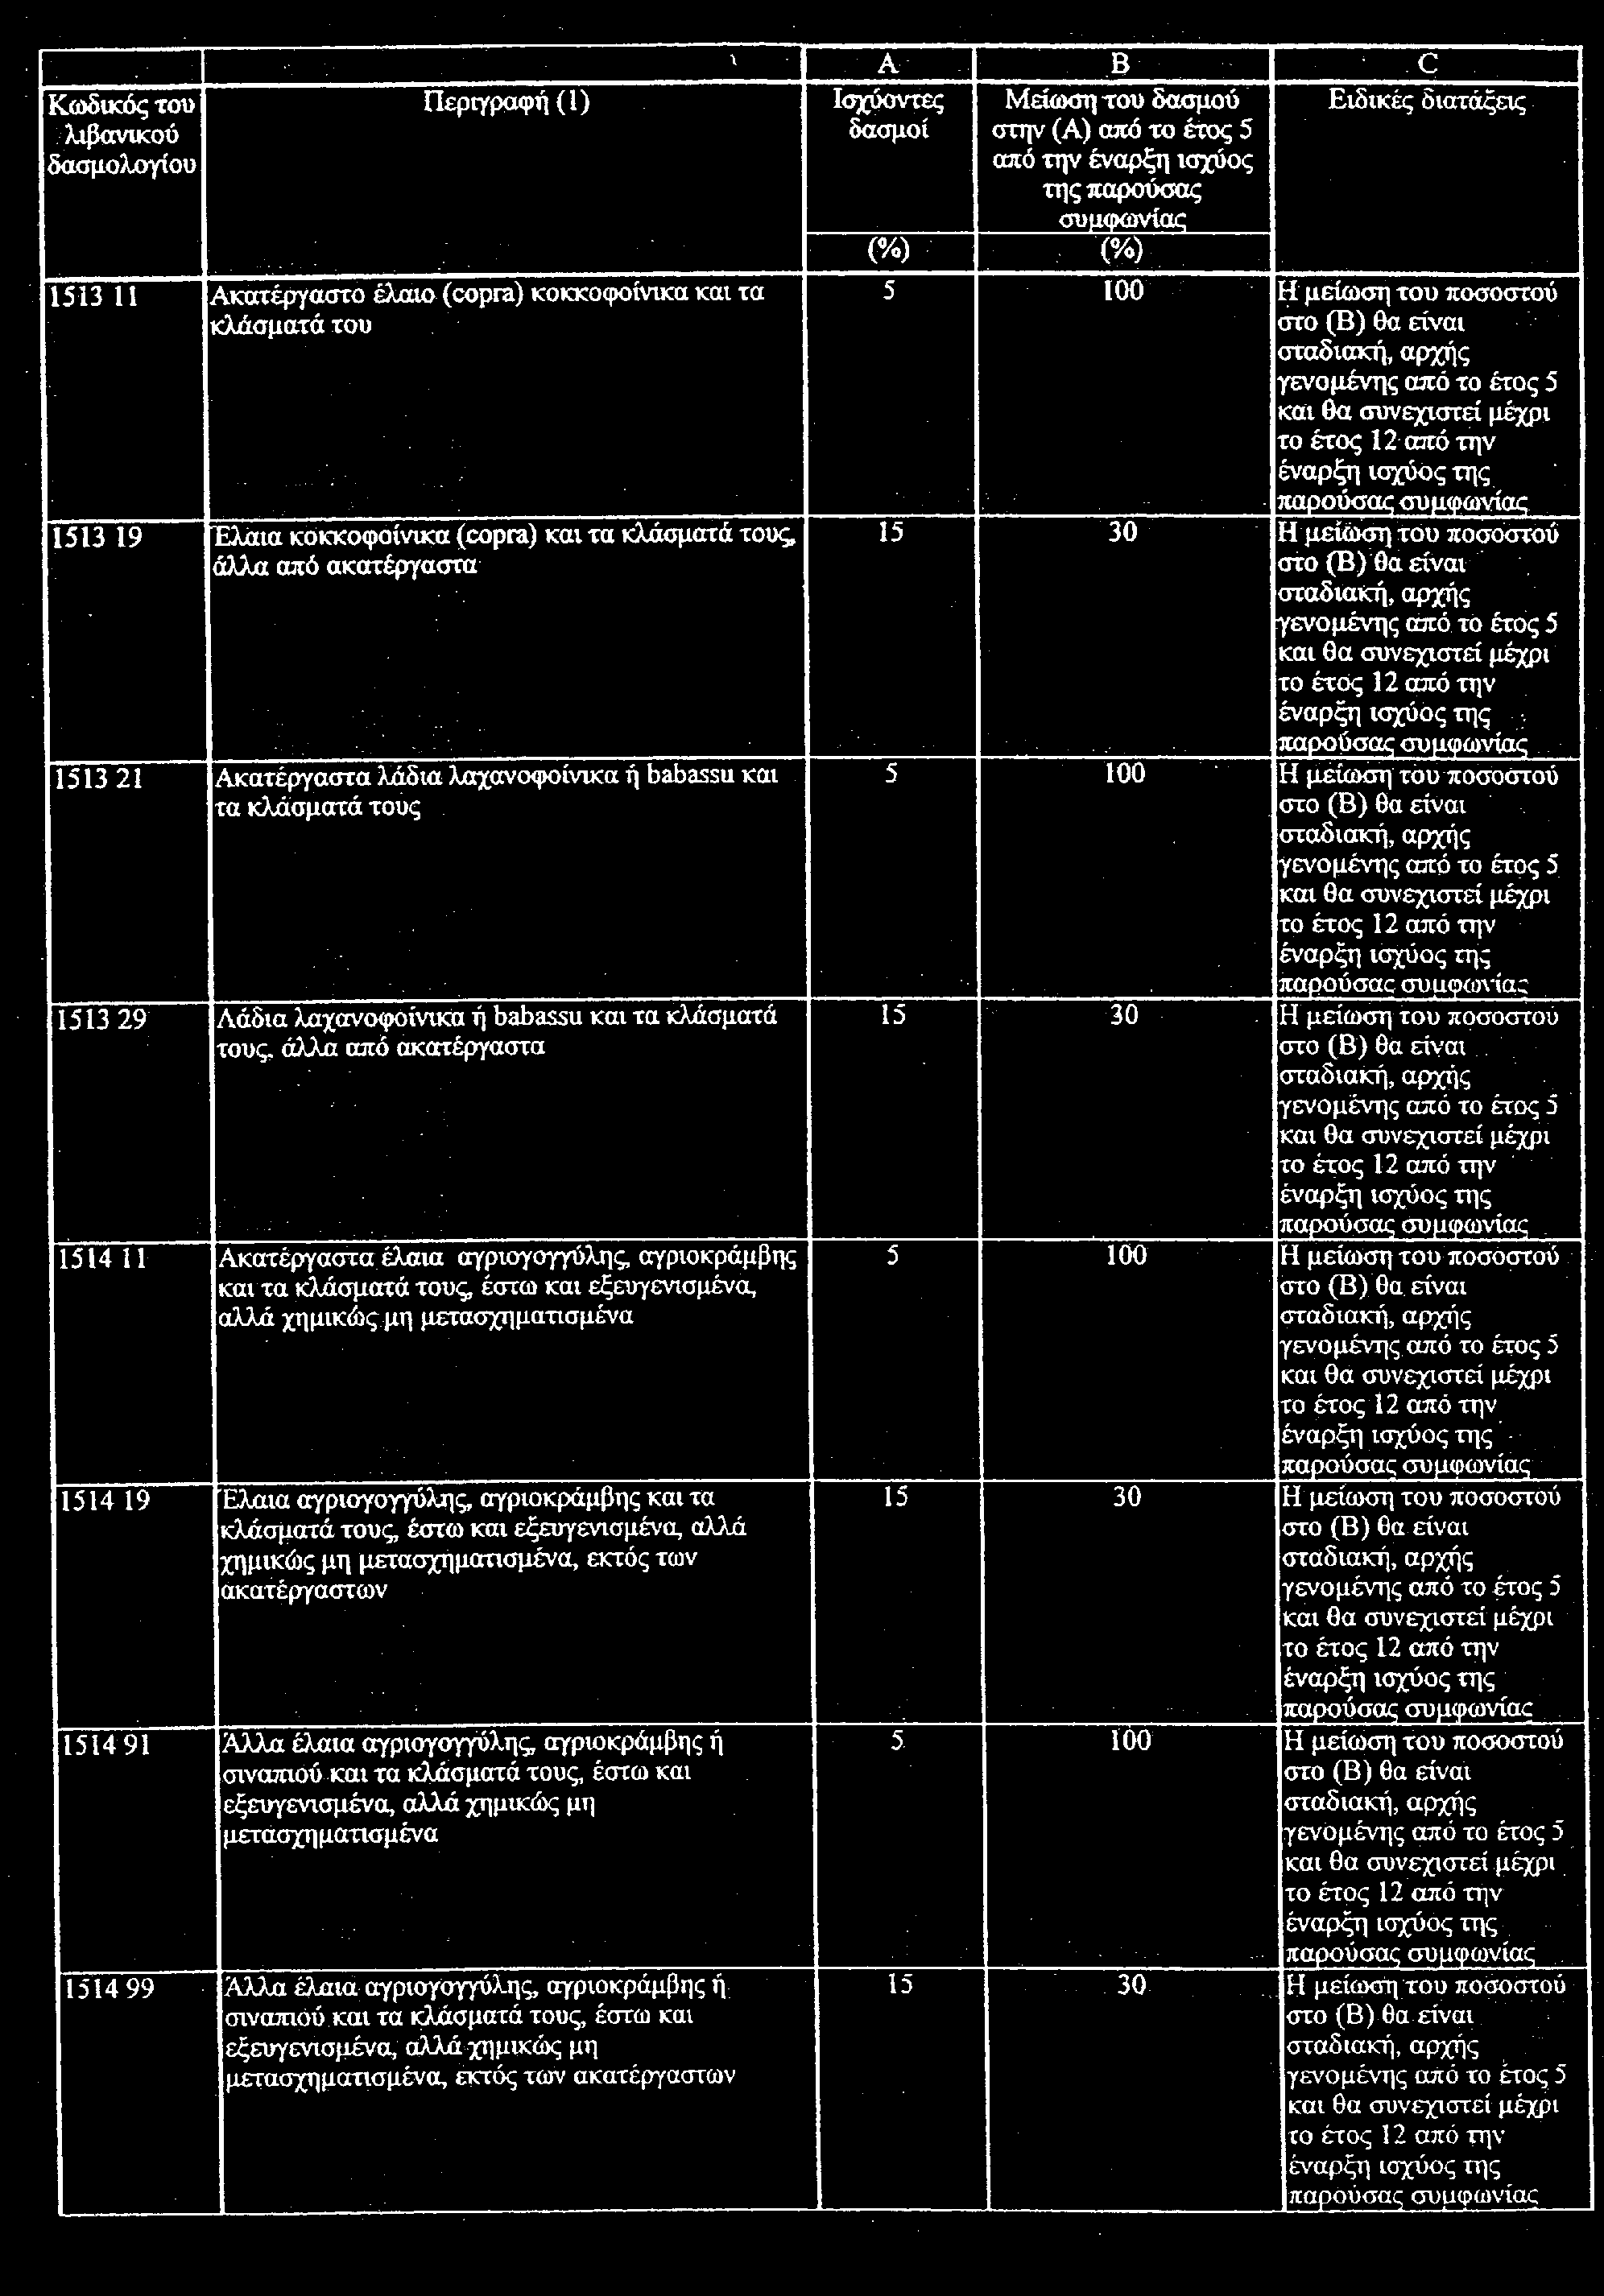 A B C
Κωδικός του Περιγραφή (1) Ισχύοντες Μείωση του δασμού Ειδικές διατάξεις
λιβανικού δασμοί στην (Α) από το έτος 5
δασμολογίου από την έναρξη ισχύος
της παρούσας
συμφωνίας
(%) (%)
1513 11 Ακατέργαστο έλαιο (copra) κοκκοφοίνικα και τα 5 100 Η μείωση του ποσοστού
κλάσματά του στο (Β) θα είναι
σταδιακή, αρχής
γενομένης από το έτος 5
και θα συνεχιστεί μέχρι
το έτος 12 από την
έναρξη ισχύος της
παρούσας συμφωνίας
1513 19 Έλαια κοκκοφοίνικα (copra) και τα κλάσματά τους, 15 30 Η μείωση του ποσοστού
άλλα από ακατέργαστα στο (Β) θα είναι
σταδιακή, αρχής
γενομένης από το έτος 5
και θα συνεχιστεί μέχρι
το έτος 12 από την
έναρξη ισχύος της
παρούσας συμφωνίας
1513 21 Ακατέργαστα λάδια λαχανοφοίνικα ή babassu και 5 100 Η μείωση του ποσοστού
τα κλάσματά τους στο (Β) θα είναι
σταδιακή, αρχής
γενομένης από το έτος 5
και θα συνεχιστεί μέχρι
το έτος 12 από την
έναρξη ισχύος της
παρούσας συμφωνίας
1513 29 Λάδια λαχανοφοίνικα ή babassu και τα κλάσματά 15 30 Η μείωση του ποσοστού
τους, άλλα από ακατέργαστα στο (Β) θα είναι
σταδιακή, αρχής
γενομένης από το έτος 5
και θα συνεχιστεί μέχρι
το έτος 12 από την
έναρξη ισχύος της
παρούσας συμφωνίας
1514 11 Ακατέργαστα έλαια αγριογογγύλης, αγριοκράμβης 5 100 Η μείωση του ποσοστού
και τα κλάσματά τους, έστω και εξευγενισμένα, στο (Β) θα είναι
αλλά χημικώς μη μετασχηματισμένα σταδιακή, αρχής
γενομένης από το έτος 5
και θα συνεχιστεί μέχρι
το έτος 12 από την
έναρξη ισχύος της
παρούσας συμφωνίας
1514 19 Έλαια αγριογογγύλης, αγριοκράμβης και τα 15 30 Η μείωση του ποσοστού
κλάσματά τους, έστω και εξευγενισμένα, αλλά στο (Β) θα είναι
χημικώς μη μετασχηματισμένα, εκτός των σταδιακή, αρχής
ακατέργαστων γενομένης από το έτος 5
και θα συνεχιστεί μέχρι
το έτος 12 από την
έναρξη ισχύος της
παρούσας συμφωνίας
1514 91 Άλλα έλαια αγριογογγύλης, αγριοκράμβης ή 5 100 Η μείωση του ποσοστού
σιναπιού και τα κλάσματά τους, έστω και στο (Β) θα είναι
εξευγενισμένα, αλλά χημικώς μη σταδιακή, αρχής
μετασχηματισμένα γενομένης από το έτος 5
και θα συνεχιστεί μέχρι
το έτος 12 από την
έναρξη ισχύος της
παρούσας συμφωνίας
1514 99 Άλλα έλαια αγριογογγύλης, αγριοκράμβης ή 15 30 Η μείωση του ποσοστού
σιναπιού και τα κλάσματά τους, έστω και στο (Β) θα είναι
εξευγενισμένα, αλλά χημικώς μη σταδιακή, αρχής
μετασχηματισμένα, εκτός των ακατέργαστων γενομένης από το έτος 5
και θα συνεχιστεί μέχρι
το έτος 12 από την
έναρξη ισχύος της
παρούσας συμφωνίας